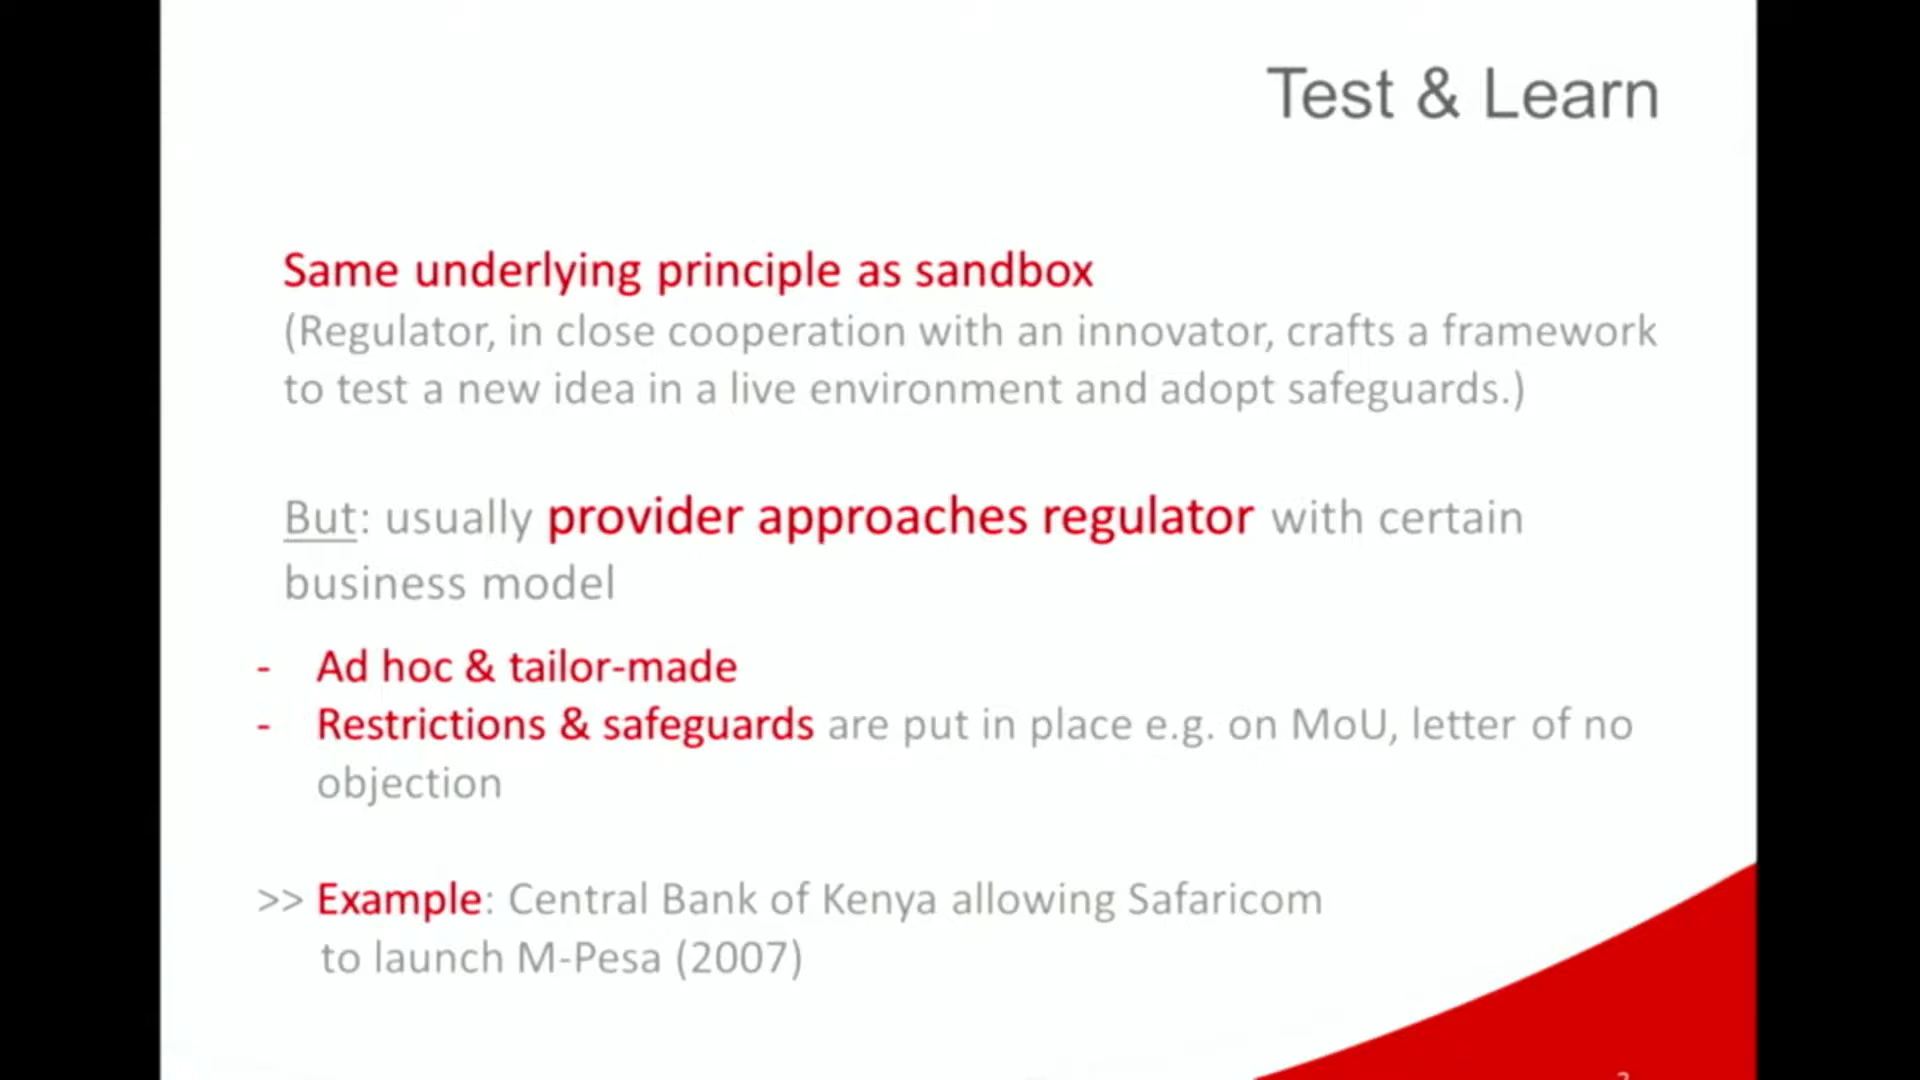 Test & Learn
Same underlying principle as sandbox
(Regulator, in close cooperation with an innovator, crafts a framework
to test a new idea in a live environment and adopt safeguards.)
But: usually provider approaches regulator with certain
business model
- Ad hoc & tailor-made
- Restrictions & safeguards are put in place e.g. on MoU, letter of no
objection
>> Example: Central Bank of Kenya allowing Safaricom
to launch M-Pesa (2007)